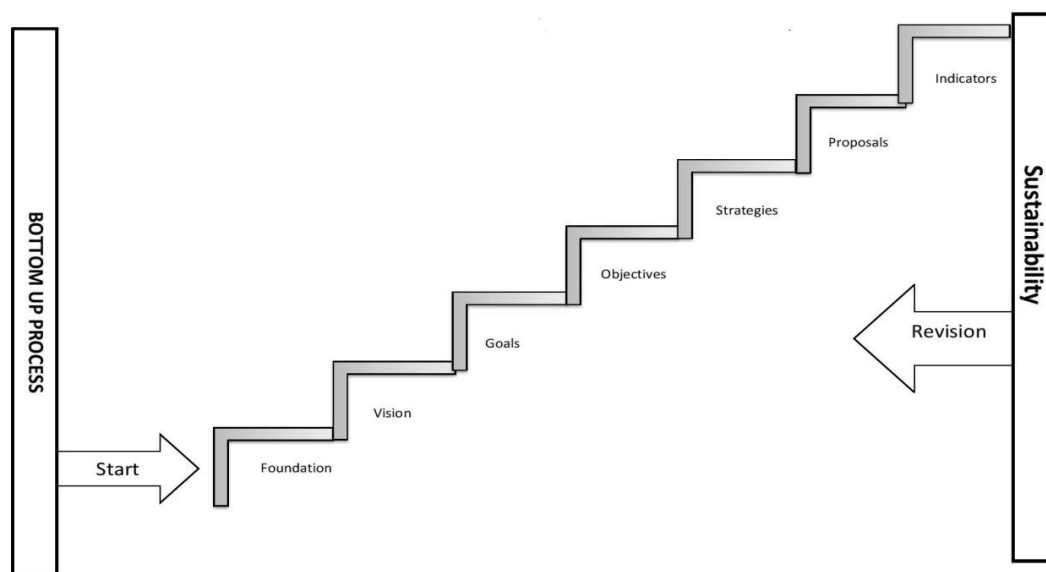 BOTTOM UP PROCESS
Start
Foundation
Vision
Goals
Objectives
Strategies
Proposals
Indicators
Revision
Sustainability